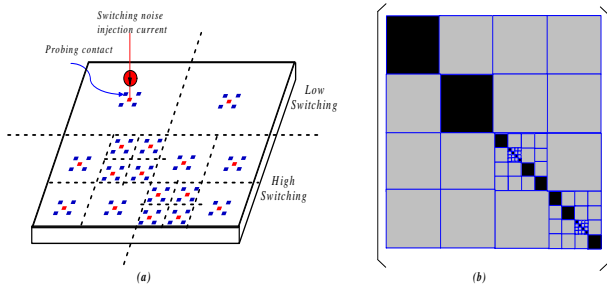 Switching noise
injection current
Probing contact
Low
Switching
High
Switching
(a)
(b)